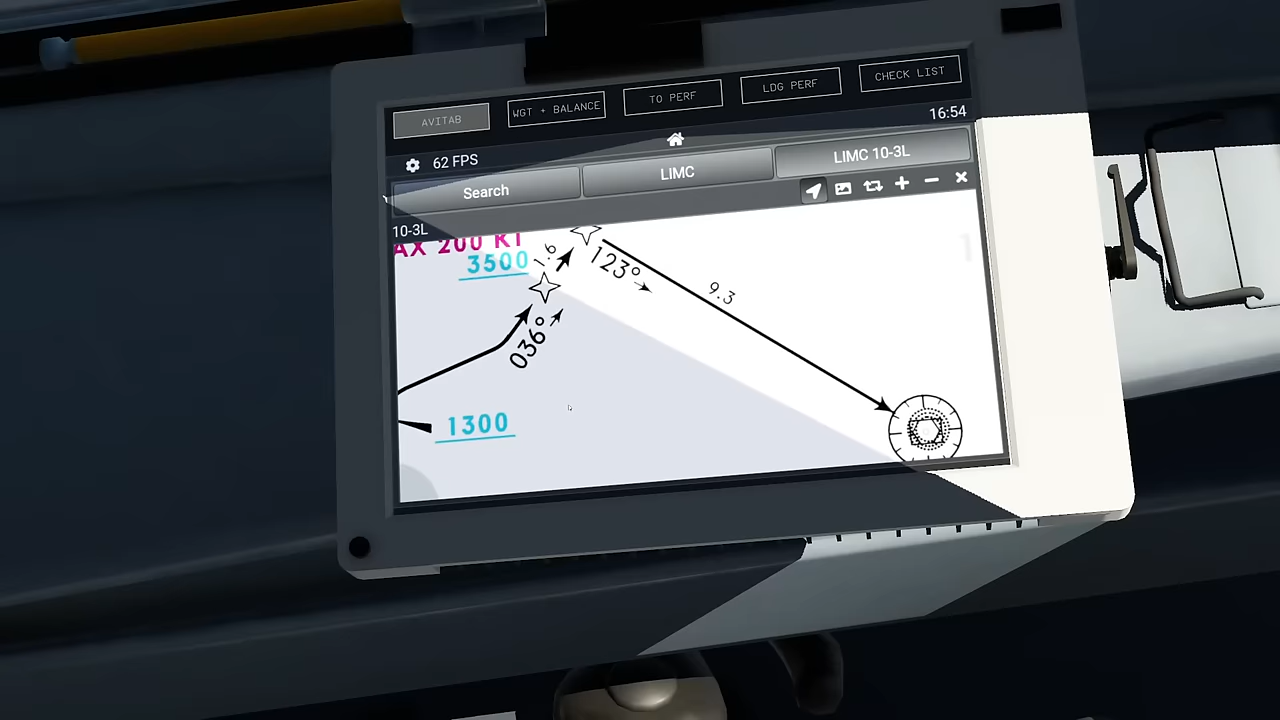 AVITAB
WGT + BALANCE
TO PERF
LDG PERF
CHECK LIST
62 FPS
16:54
Search
LIMC
LIMC 10-3L
10-3L
AX 200 KT
3500
1.6
123°
9.3
036°
1300
1